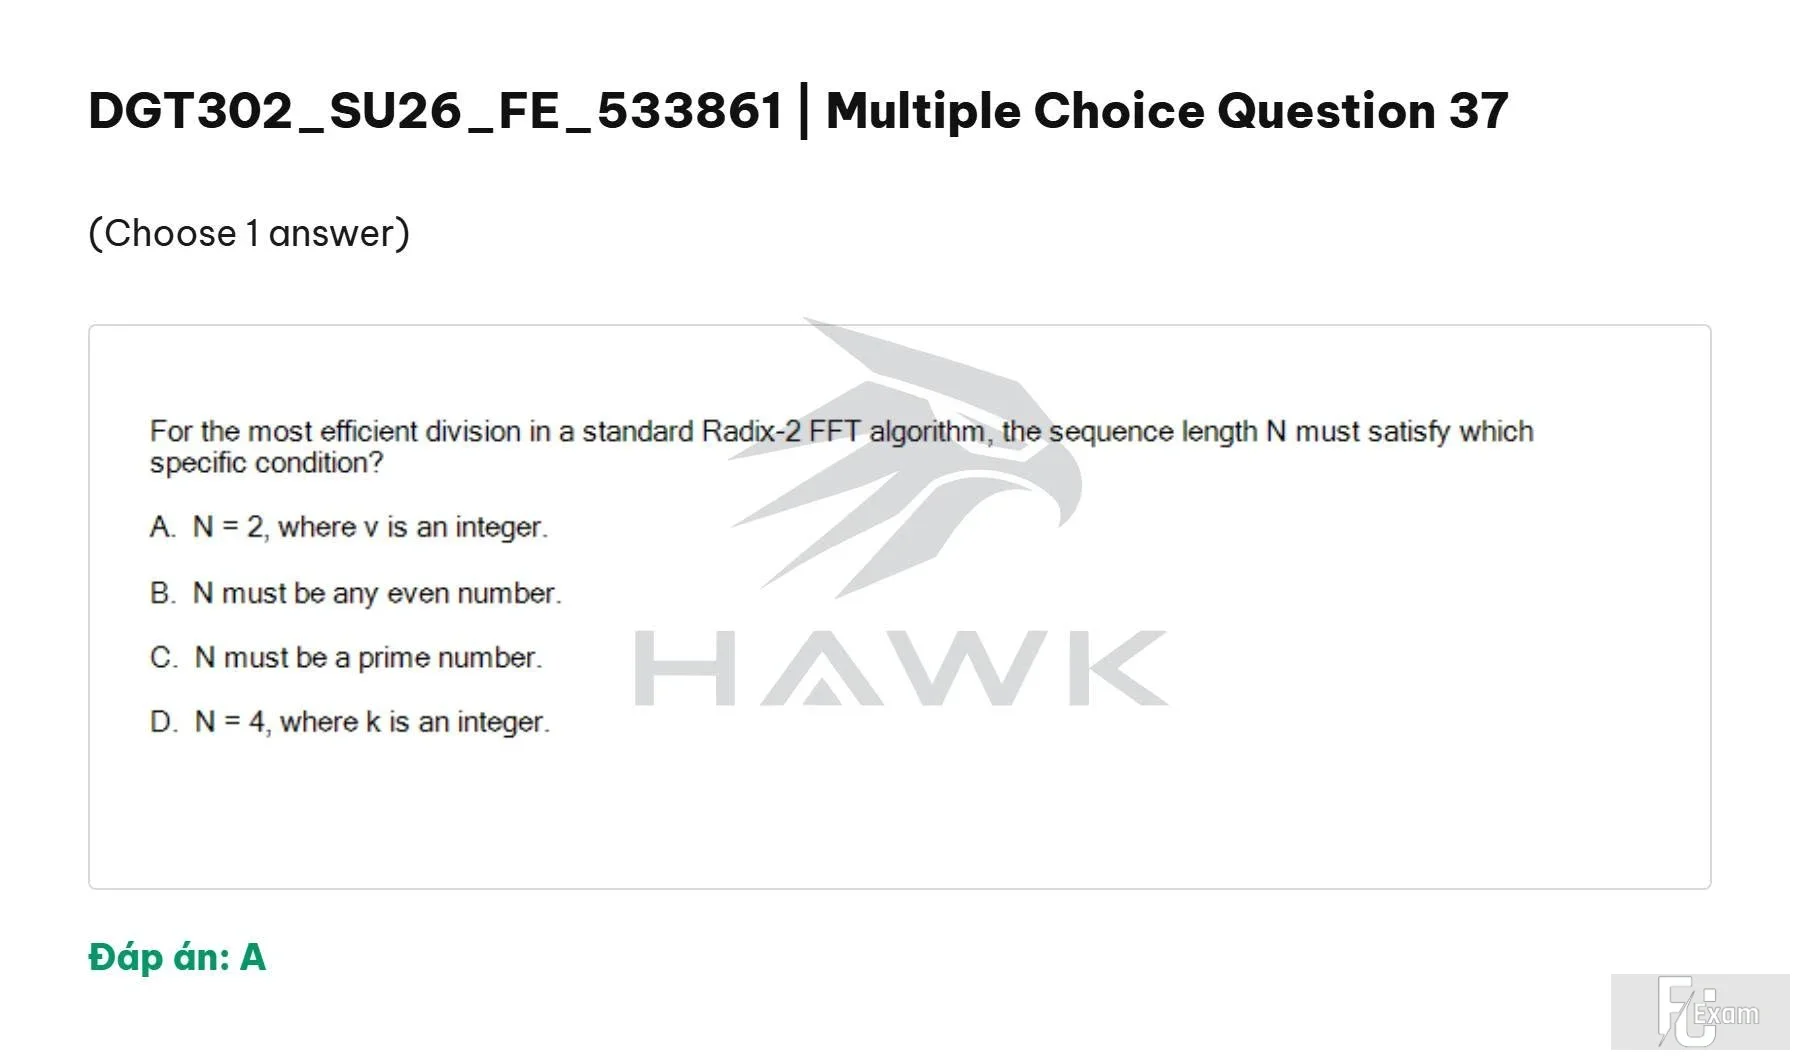 DGT302_SU26_FE_533861 | Multiple Choice Question 37
(Choose 1 answer)
For the most efficient division in a standard Radix-2 FFT algorithm, the sequence length N must satisfy which
specific condition?
A. N = 2, where v is an integer.
B. N must be any even number.
C. N must be a prime number.
D. N = 4, where k is an integer.
HAWK
Đáp án: A
FU Exam